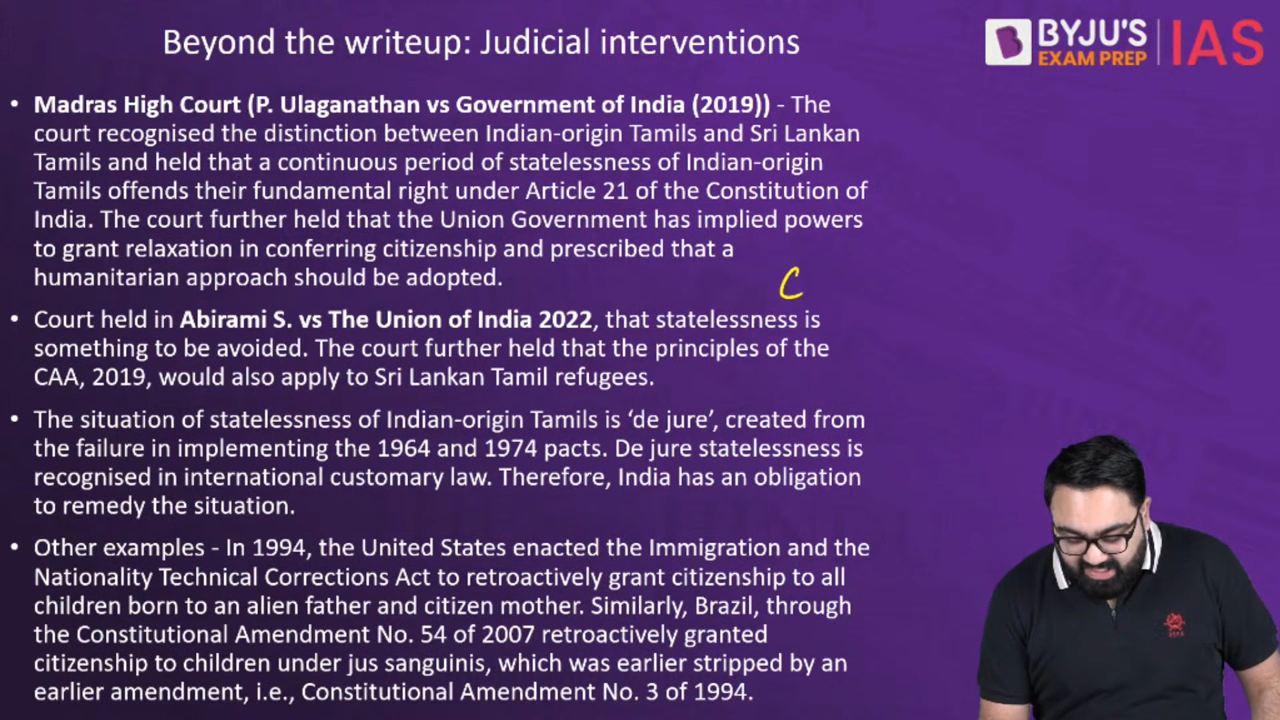 Beyond the writeup: Judicial interventions
BYJU'S
EXAM PREP
IAS
• Madras High Court (P. Ulaganathan vs Government of India (2019)) - The
court recognised the distinction between Indian-origin Tamils and Sri Lankan
Tamils and held that a continuous period of statelessness of Indian-origin
Tamils offends their fundamental right under Article 21 of the Constitution of
India. The court further held that the Union Government has implied powers
to grant relaxation in conferring citizenship and prescribed that a
humanitarian approach should be adopted.
C
• Court held in Abirami S. vs The Union of India 2022, that statelessness is
something to be avoided. The court further held that the principles of the
CAA, 2019, would also apply to Sri Lankan Tamil refugees.
• The situation of statelessness of Indian-origin Tamils is ‘de jure’, created from
the failure in implementing the 1964 and 1974 pacts. De jure statelessness is
recognised in international customary law. Therefore, India has an obligation
to remedy the situation.
• Other examples - In 1994, the United States enacted the Immigration and the
Nationality Technical Corrections Act to retroactively grant citizenship to all
children born to an alien father and citizen mother. Similarly, Brazil, through
the Constitutional Amendment No. 54 of 2007 retroactively granted
citizenship to children under jus sanguinis, which was earlier stripped by an
earlier amendment, i.e., Constitutional Amendment No. 3 of 1994.